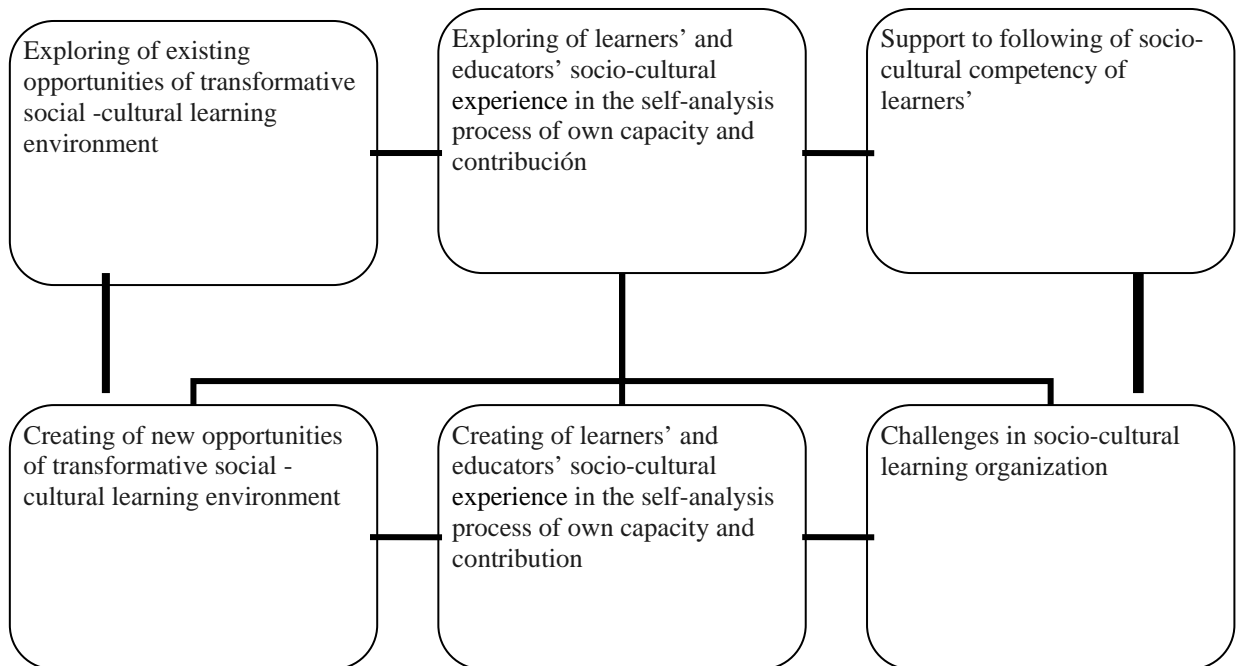 Exploring of existing
opportunities of transformative
social -cultural learning
environment
Exploring of learners’ and
educators’ socio-cultural
experience in the self-analysis
process of own capacity and
contribución
Support to following of socio-
cultural competency of
learners’
Creating of new opportunities
of transformative social -
cultural learning environment
Creating of learners’ and
educators’ socio-cultural
experience in the self-analysis
process of own capacity and
contribution
Challenges in socio-cultural
learning organization